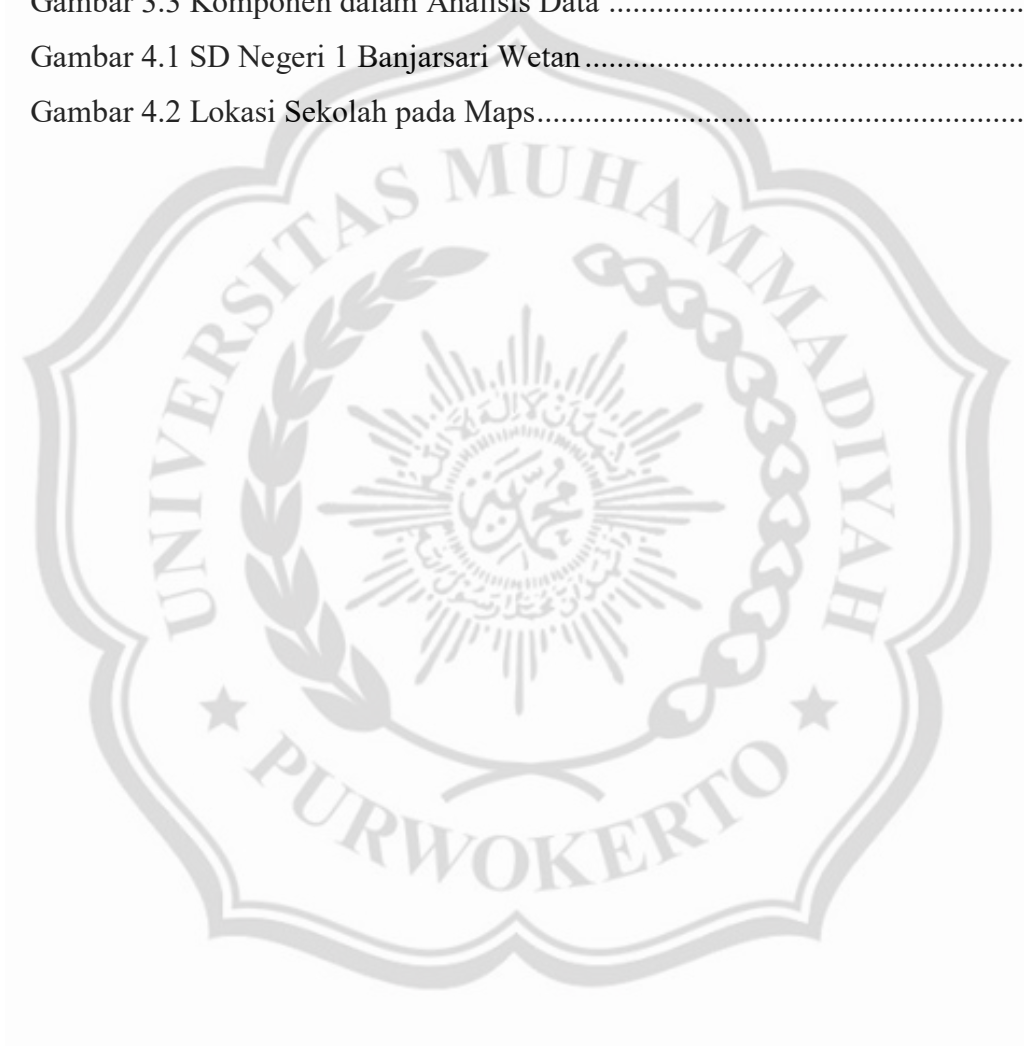 Gambar 3.3 Komponen dalam Analisis Data ....................................................
Gambar 4.1 SD Negeri 1 Banjarsari Wetan.......................................................
Gambar 4.2 Lokasi Sekolah pada Maps.............................................................
UNIVERSITAS MUHAMMADIYAH
محمد
PURWOKERTO